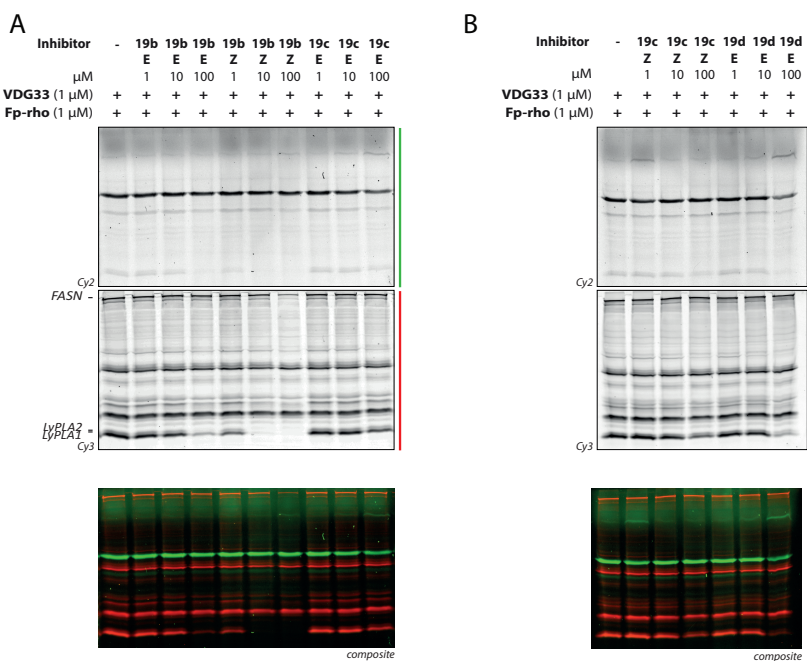 A
Inhibitor - 19b 19b 19b 19b 19b 19b 19c 19c 19c
E E E Z Z Z E E E
µM 1 10 100 1 10 100 1 10 100
VDG33 (1 µM) + + + + + + + + + +
Fp-rho (1 µM) + + + + + + + + + +
Cy2
FASN
LyPLA2
LyPLA1
Cy3
composite
B
Inhibitor - 19c 19c 19c 19d 19d 19d
Z Z Z E E E
µM 1 10 100 1 10 100
VDG33 (1 µM) + + + + + + +
Fp-rho (1 µM) + + + + + + +
Cy2
Cy3
composite